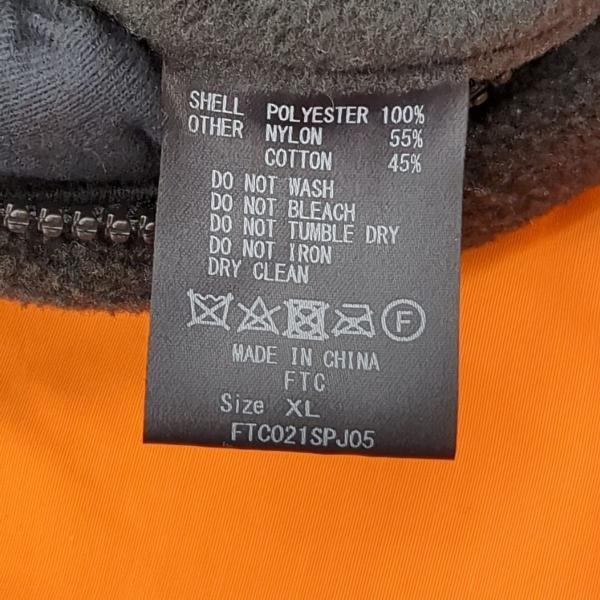 SHELL POLYESTER 100%
OTHER NYLON 55%
COTTON 45%
DO NOT WASH
DO NOT BLEACH
DO NOT TUMBLE DRY
DO NOT IRON
DRY CLEAN
F
MADE IN CHINA
FTC
Size XL
FTC021SPJ05